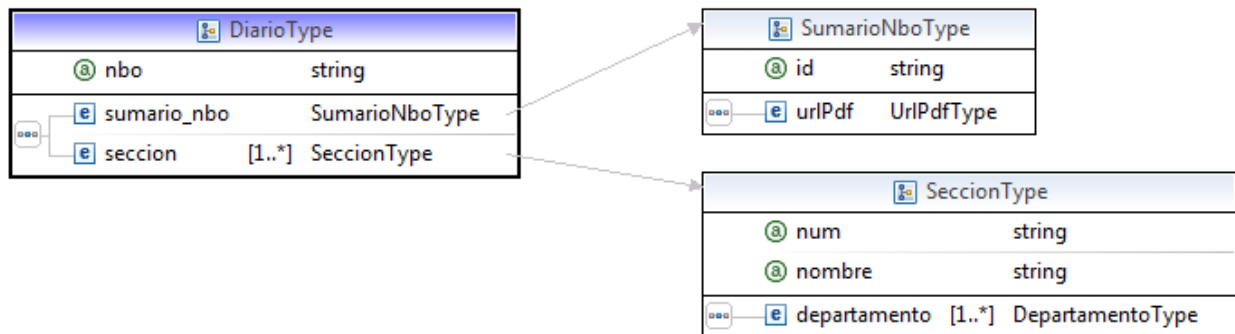 DiarioType
a nbo string
e sumario_nbo SumarioNboType
e seccion [1..*] SeccionType
SumarioNboType
a id string
e urlPdf UrlPdfType
SeccionType
a num string
a nombre string
e departamento [1..*] DepartamentoType